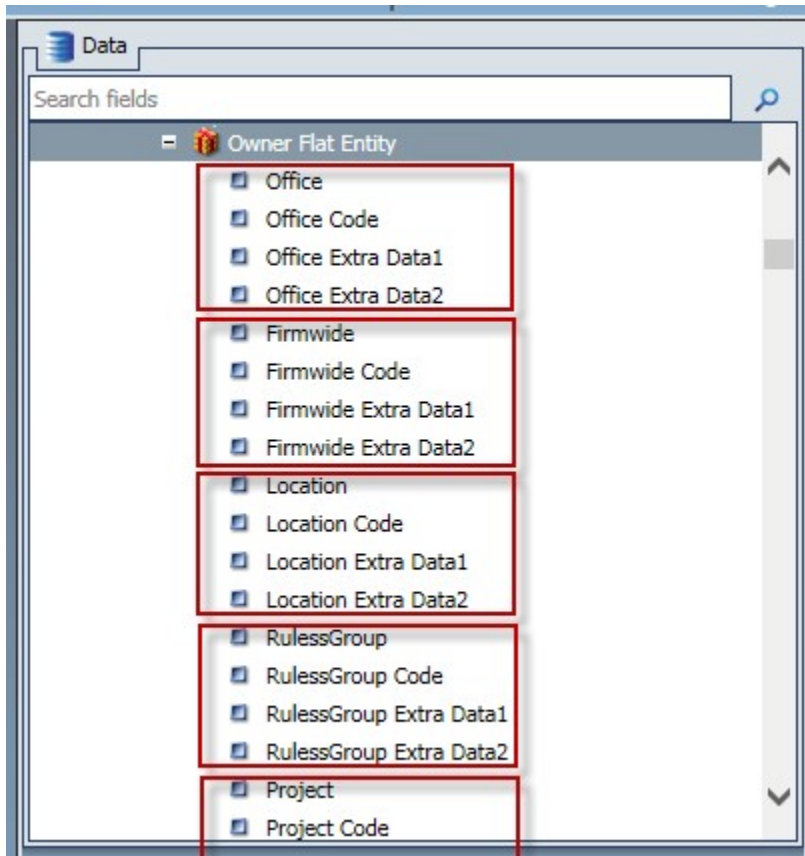 Data
Search fields
Owner Flat Entity
Office
Office Code
Office Extra Data1
Office Extra Data2
Firmwide
Firmwide Code
Firmwide Extra Data1
Firmwide Extra Data2
Location
Location Code
Location Extra Data1
Location Extra Data2
RulessGroup
RulessGroup Code
RulessGroup Extra Data1
RulessGroup Extra Data2
Project
Project Code